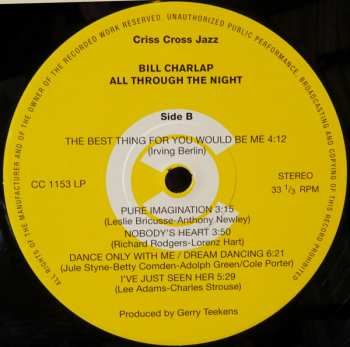 ALL RIGHTS OF THE MANUFACTURER AND OF THE OWNER OF THE RECORDED WORK RESERVED. UNAUTHORIZED PUBLIC PERFORMANCE, BROADCASTING AND COPYING OF THIS RECORD PROHIBITED.
Criss Cross Jazz
BILL CHARLAP
ALL THROUGH THE NIGHT
Side B
THE BEST THING FOR YOU WOULD BE ME 4:12
(Irving Berlin)
CC 1153 LP
STEREO
33 1/3 RPM
PURE IMAGINATION 3:15
(Leslie Bricusse-Anthony Newley)
NOBODY'S HEART 3:50
(Richard Rodgers-Lorenz Hart)
DANCE ONLY WITH ME / DREAM DANCING 6:21
(Jule Styne-Betty Comden-Adolph Green/Cole Porter)
I'VE JUST SEEN HER 5:29
(Lee Adams-Charles Strouse)
Produced by Gerry Teekens